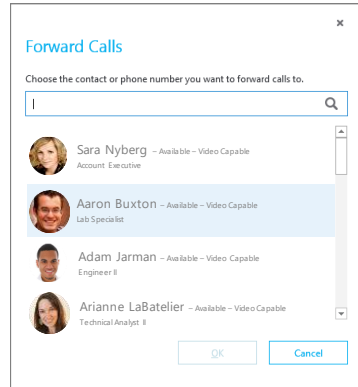 Forward Calls
Choose the contact or phone number you want to forward calls to.
Sara Nyberg – Available – Video Capable
Account Executive
Aaron Buxton – Available – Video Capable
Lab Specialist
Adam Jarman – Available – Video Capable
Engineer II
Arianne LaBatelier – Available – Video Capable
Technical Analyst II
OK Cancel